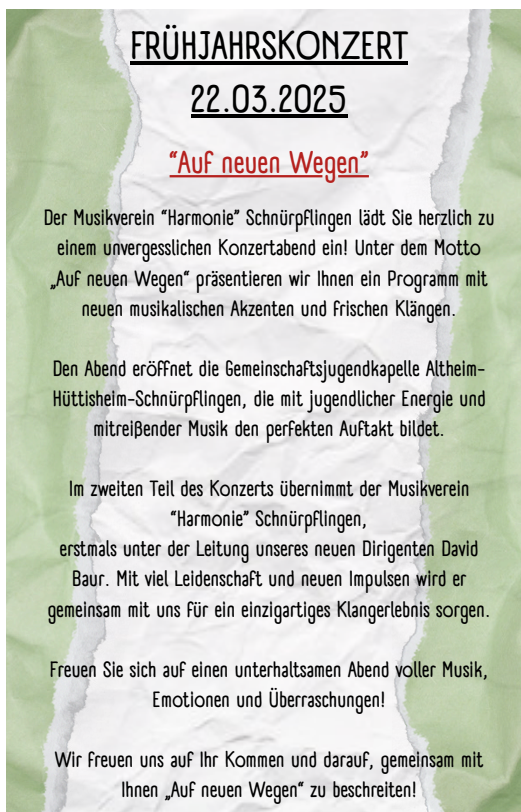 FRÜHJAHRSKONZERT
22.03.2025
“Auf neuen Wegen”
Der Musikverein “Harmonie” Schnürpflingen lädt Sie herzlich zu
einem unvergesslichen Konzertabend ein! Unter dem Motto
„Auf neuen Wegen“ präsentieren wir Ihnen ein Programm mit
neuen musikalischen Akzenten und frischen Klängen.
Den Abend eröffnet die Gemeinschaftsjugendkapelle Altheim-
Hüttisheim-Schnürpflingen, die mit jugendlicher Energie und
mitreißender Musik den perfekten Auftakt bildet.
Im zweiten Teil des Konzerts übernimmt der Musikverein
“Harmonie” Schnürpflingen,
erstmals unter der Leitung unseres neuen Dirigenten David
Baur. Mit viel Leidenschaft und neuen Impulsen wird er
gemeinsam mit uns für ein einzigartiges Klangerlebnis sorgen.
Freuen Sie sich auf einen unterhaltsamen Abend voller Musik,
Emotionen und Überraschungen!
Wir freuen uns auf Ihr Kommen und darauf, gemeinsam mit
Ihnen „Auf neuen Wegen“ zu beschreiten!